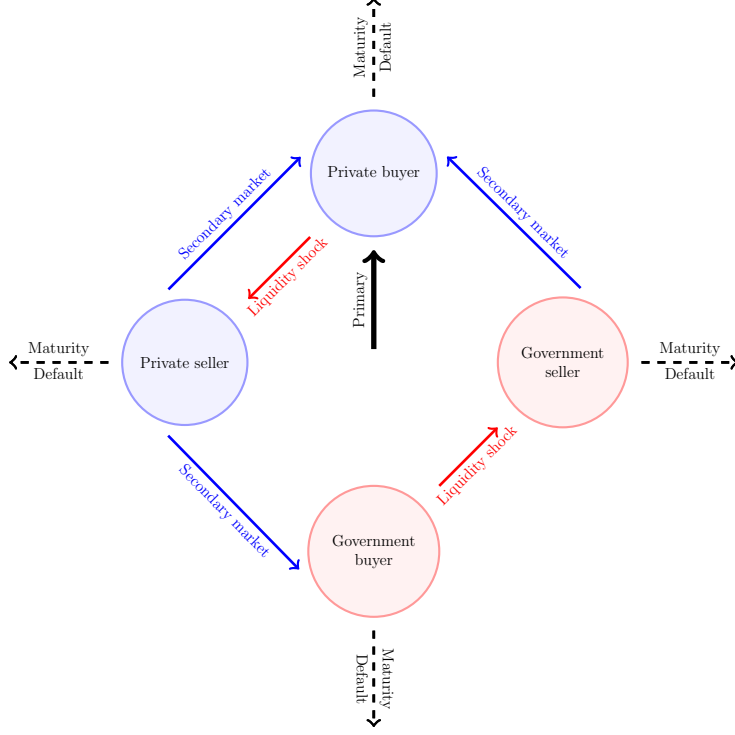 Maturity
Default
Private buyer
Secondary market
Secondary market
Liquidity shock
Primary
Maturity
Default
Private seller
Government
seller
Maturity
Default
Secondary market
Liquidity shock
Government
buyer
Maturity
Default